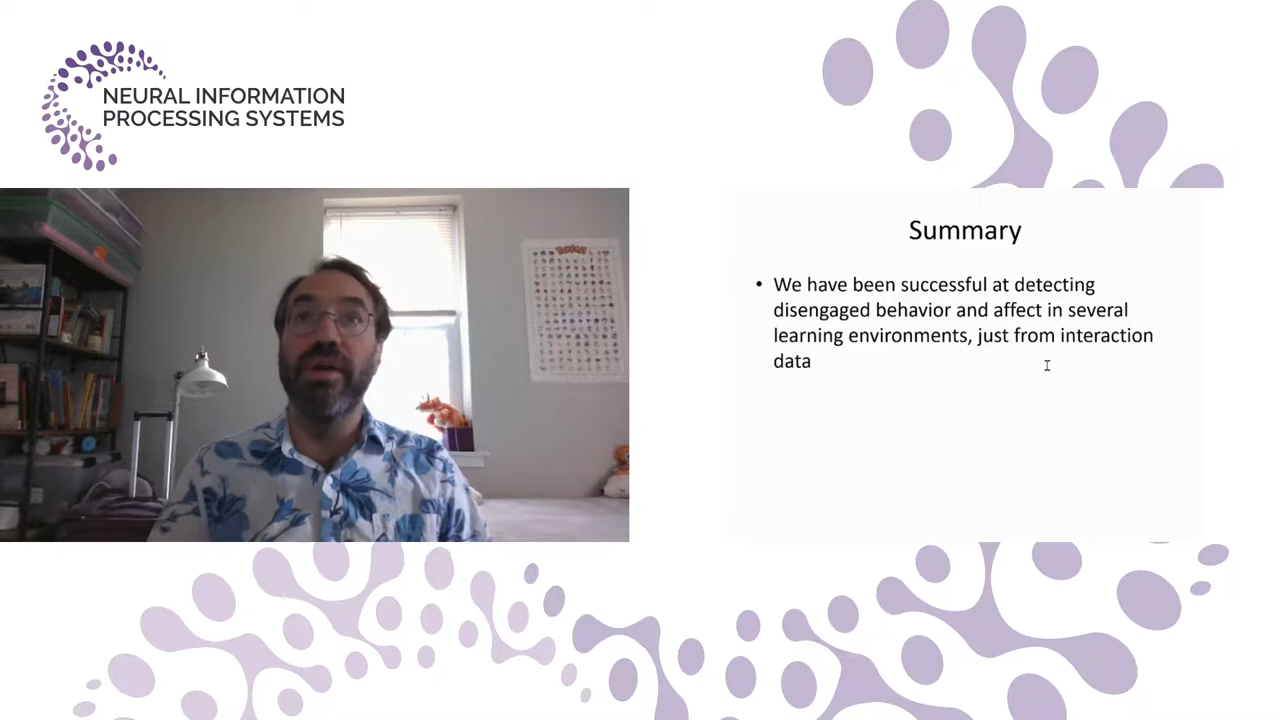 NEURAL INFORMATION
PROCESSING SYSTEMS
Pokémon
Summary
• We have been successful at detecting
disengaged behavior and affect in several
learning environments, just from interaction
data